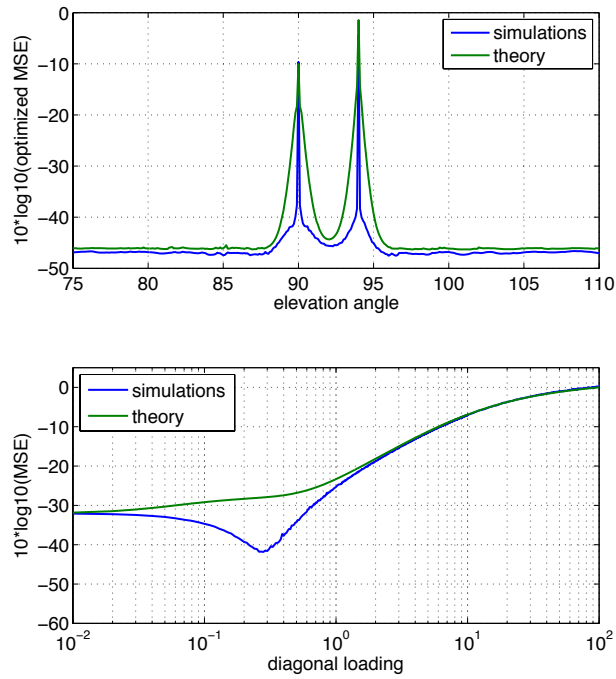 0
−10
−20
−30
−40
−50
10*log10(optimized MSE)
simulations
theory
75 80 85 90 95 100 105 110
elevation angle
0
−10
−20
−30
−40
−50
−60
10*log10(MSE)
simulations
theory
10^−2 10^−1 10^0 10^1 10^2
diagonal loading